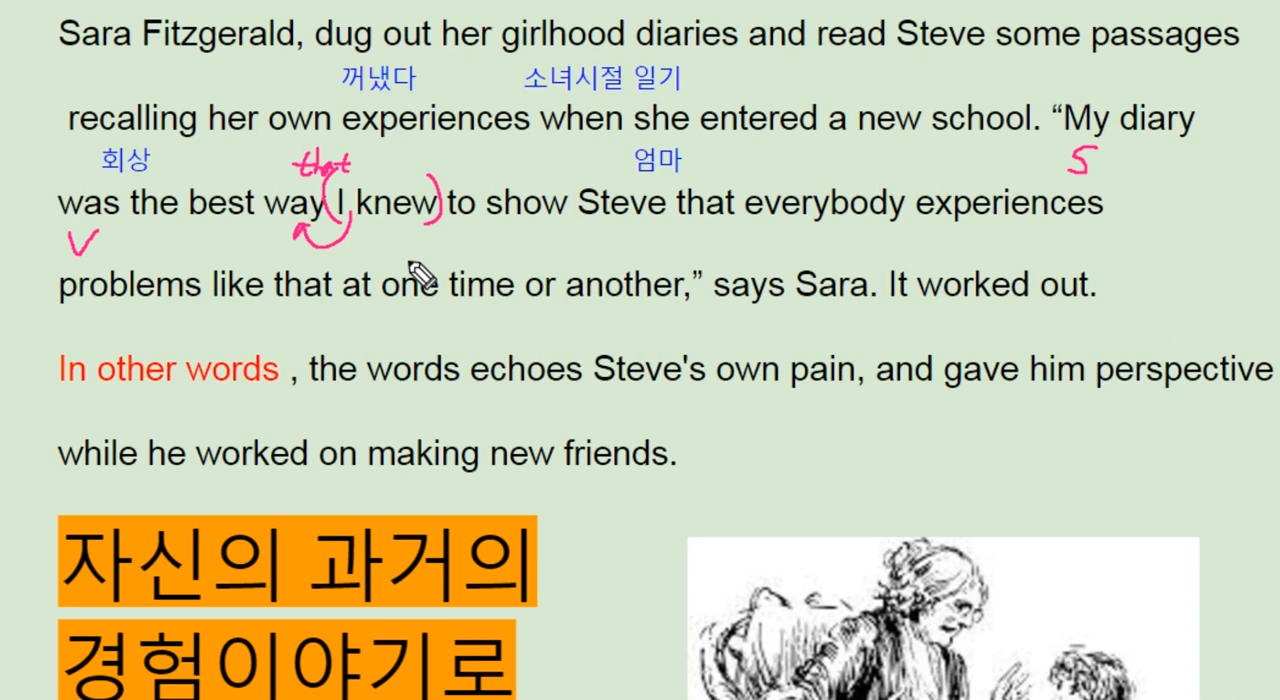 Sara Fitzgerald, dug out her girlhood diaries and read Steve some passages
꺼냈다 소녀시절 일기
recalling her own experiences when she entered a new school. “My diary
회상 that 엄마 S
was the best way I knew to show Steve that everybody experiences
V
problems like that at one time or another,” says Sara. It worked out.
In other words , the words echoes Steve's own pain, and gave him perspective
while he worked on making new friends.
자신의 과거의
경험이야기로